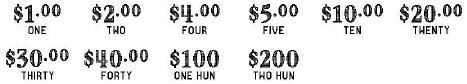 $1.00 $2.00 $4.00 $5.00 $10.00 $20.00
ONE TWO FOUR FIVE TEN TWENTY
$30.00 $40.00 $100 $200
THIRTY FORTY ONE HUN TWO HUN